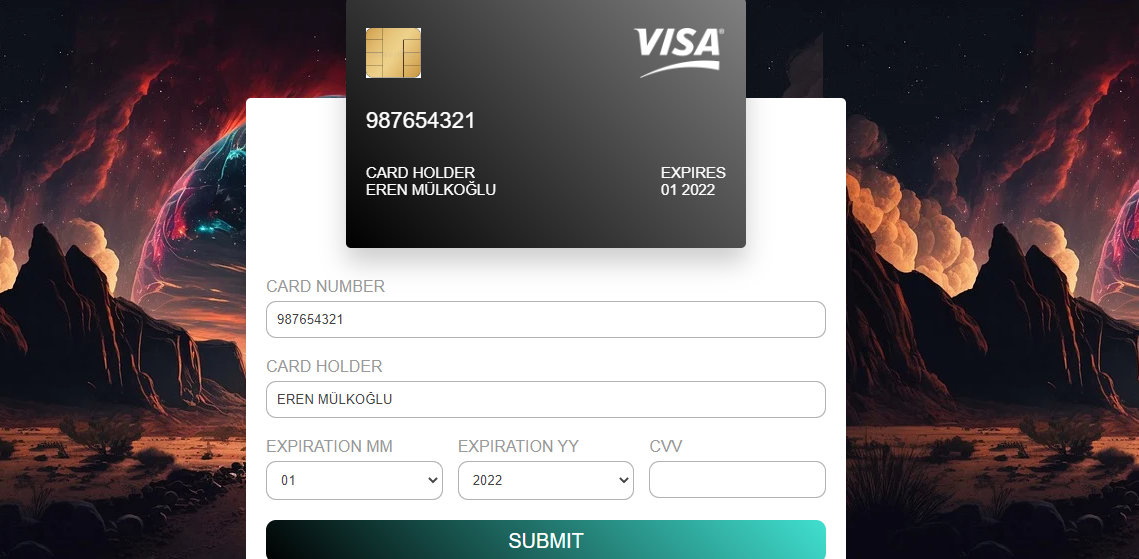 VISA
987654321
CARD HOLDER
EREN MÜLKOĞLU
EXPIRES
01 2022
CARD NUMBER
987654321
CARD HOLDER
EREN MÜLKOĞLU
EXPIRATION MM
EXPIRATION YY
CVV
01
2022
SUBMIT